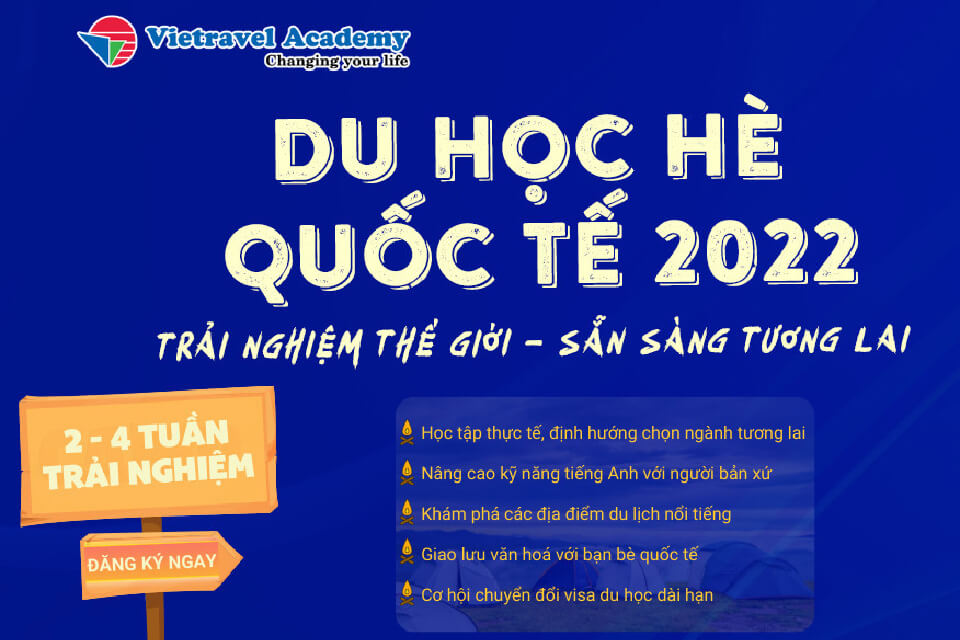 Vietravel Academy
Changing your life
DU HỌC HÈ
QUỐC TẾ 2022
TRẢI NGHIỆM THẾ GIỚI – SẴN SÀNG TƯƠNG LAI
2 - 4 TUẦN
TRẢI NGHIỆM
ĐĂNG KÝ NGAY
Học tập thực tế, định hướng chọn ngành tương lai
Nâng cao kỹ năng tiếng Anh với người bản xứ
Khám phá các địa điểm du lịch nổi tiếng
Giao lưu văn hoá với bạn bè quốc tế
Cơ hội chuyển đổi visa du học dài hạn